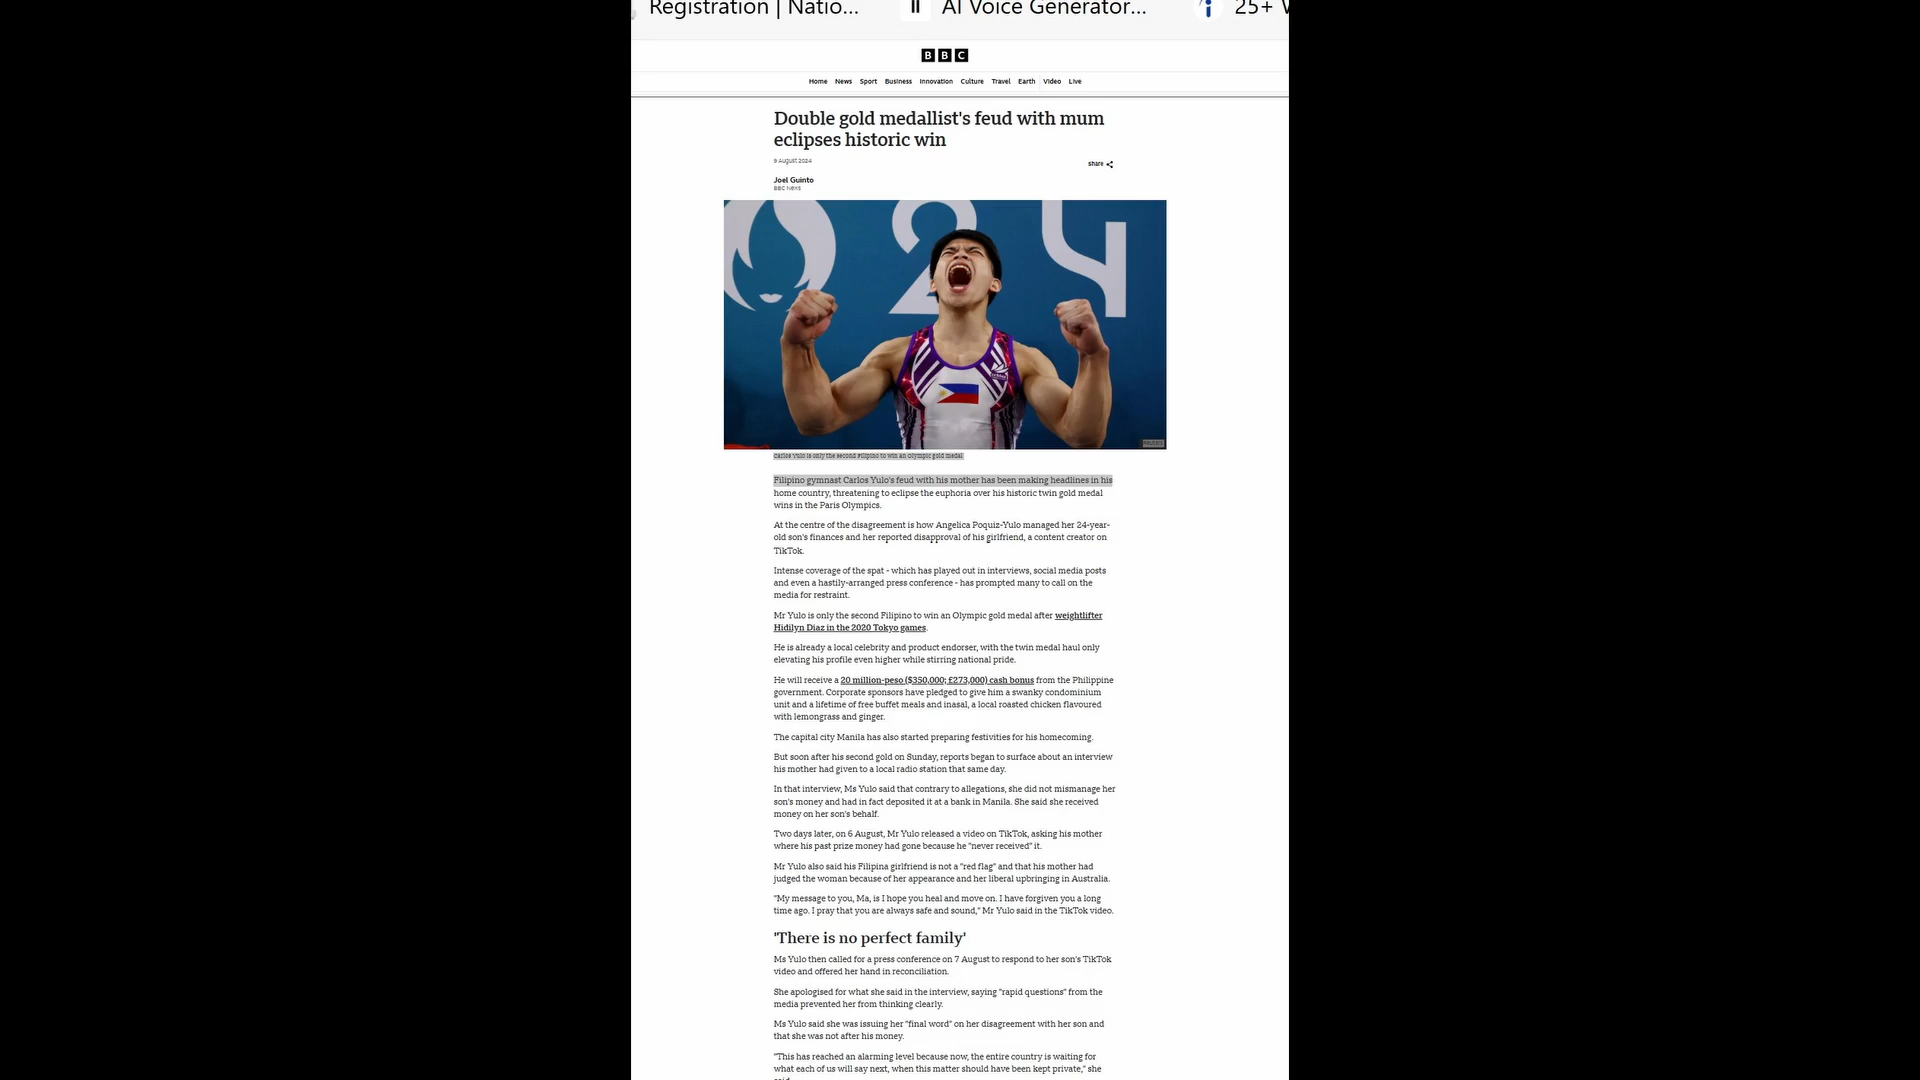 Registration | Natio...
AI Voice Generator...
25+
BBC
Home News Sport Business Innovation Culture Travel Earth Video Live
Double gold medallist's feud with mum
eclipses historic win
9 August 2024
Share
Joel Guinto
BBC News
24
Reuters
Carlos Yulo is only the second Filipino to win an Olympic gold medal
Filipino gymnast Carlos Yulo's feud with his mother has been making headlines in his
home country, threatening to eclipse the euphoria over his historic twin gold medal
wins in the Paris Olympics.
At the centre of the disagreement is how Angelica Poquiz-Yulo managed her 24-year-
old son's finances and her reported disapproval of his girlfriend, a content creator on
TikTok.
Intense coverage of the spat - which has played out in interviews, social media posts
and even a hastily-arranged press conference - has prompted many to call on the
media for restraint.
Mr Yulo is only the second Filipino to win an Olympic gold medal after weightlifter
Hidilyn Diaz in the 2020 Tokyo games.
He is already a local celebrity and product endorser, with the twin medal haul only
elevating his profile even higher while stirring national pride.
He will receive a 20 million-peso ($350,000; £273,000) cash bonus from the Philippine
government. Corporate sponsors have pledged to give him a swanky condominium
unit and a lifetime of free buffet meals and inasal, a local roasted chicken flavoured
with lemongrass and ginger.
The capital city Manila has also started preparing festivities for his homecoming.
But soon after his second gold on Sunday, reports began to surface about an interview
his mother had given to a local radio station that same day.
In that interview, Ms Yulo said that contrary to allegations, she did not mismanage her
son's money and had in fact deposited it at a bank in Manila. She said she received
money on her son's behalf.
Two days later, on 6 August, Mr Yulo released a video on TikTok, asking his mother
where his past prize money had gone because he "never received" it.
Mr Yulo also said his Filipina girlfriend is not a "red flag" and that his mother had
judged the woman because of her appearance and her liberal upbringing in Australia.
"My message to you, Ma, is I hope you heal and move on. I have forgiven you a long
time ago. I pray that you are always safe and sound," Mr Yulo said in the TikTok video.
'There is no perfect family'
Ms Yulo then called for a press conference on 7 August to respond to her son's TikTok
video and offered her hand in reconciliation.
She apologised for what she said in the interview, saying "rapid questions" from the
media prevented her from thinking clearly.
Ms Yulo said she was issuing her "final word" on her disagreement with her son and
that she was not after his money.
"This has reached an alarming level because now, the entire country is waiting for
what each of us will say next, when this matter should have been kept private," she